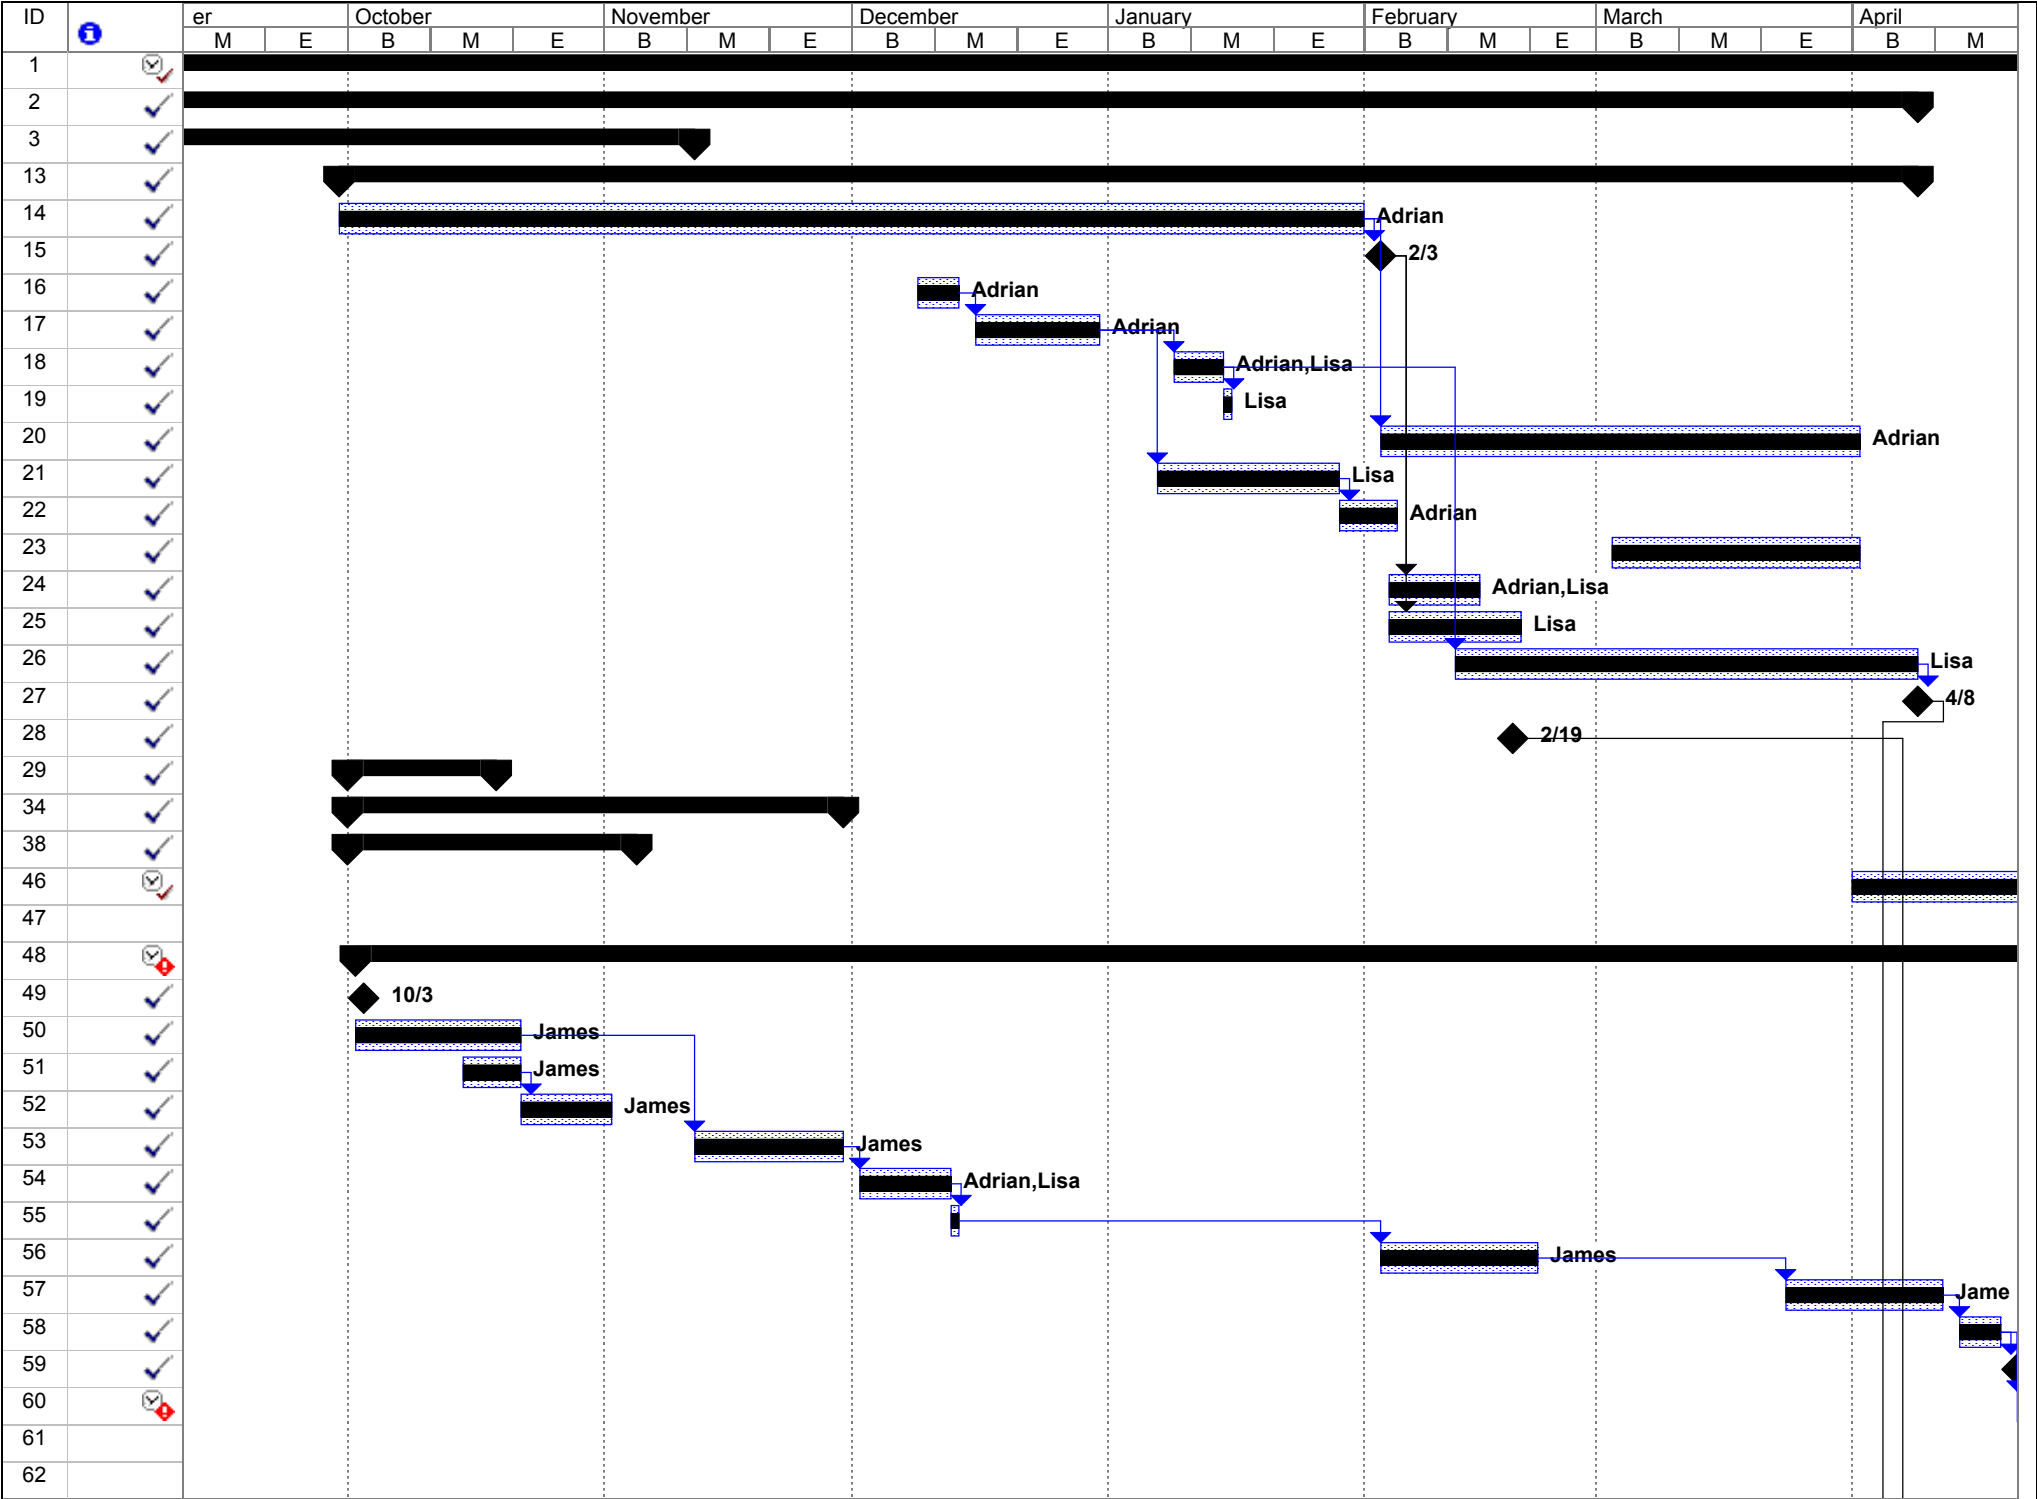 ID er October November December January February March April
M E B M E B M E B M E B M E B M E B M E B M
1
2
3
13
14 Adrian
15 2/3
16 Adrian
17 Adrian
18 Adrian,Lisa
19 Lisa
20 Adrian
21 Lisa
22 Adrian
23
24 Adrian,Lisa
25 Lisa
26 Lisa
27 4/8
28 2/19
29
34
38
46
47
48
49 10/3
50 James
51 James
52 James
53 James
54 Adrian,Lisa
55
56 James
57 Jame
58
59
60
61
62